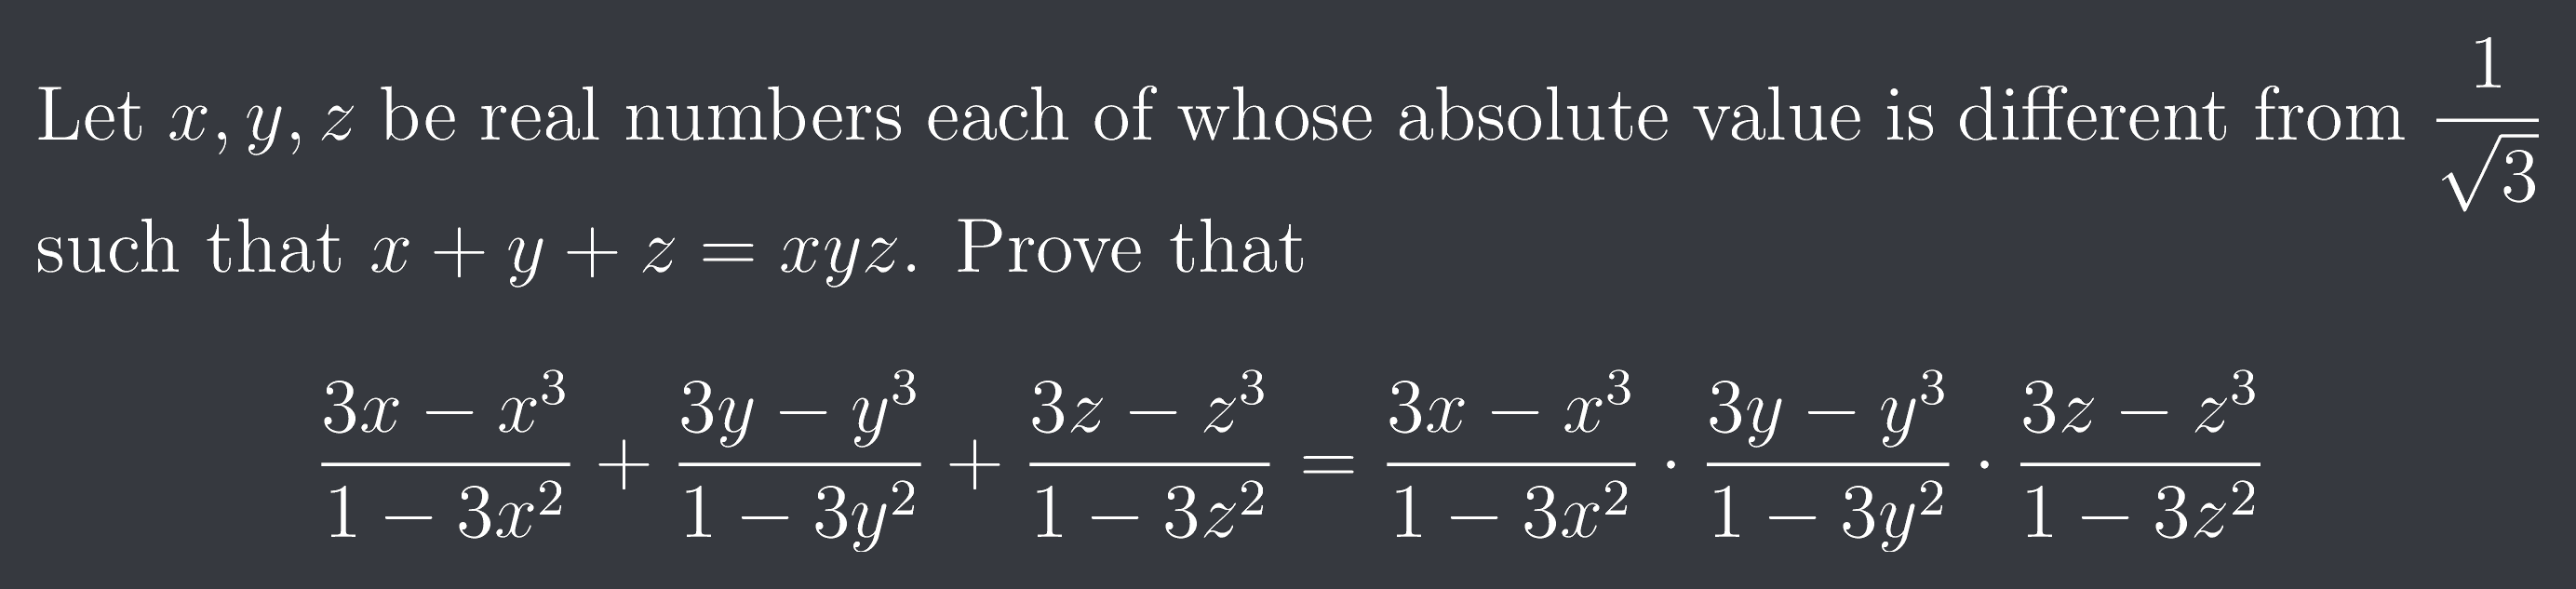 Let $x, y, z$ be real numbers each of whose absolute value is different from $\dfrac{1}{\sqrt{3}}$
such that $x + y + z = xyz$. Prove that
$$\frac{3x - x^3}{1 - 3x^2} + \frac{3y - y^3}{1 - 3y^2} + \frac{3z - z^3}{1 - 3z^2} = \frac{3x - x^3}{1 - 3x^2} \cdot \frac{3y - y^3}{1 - 3y^2} \cdot \frac{3z - z^3}{1 - 3z^2}$$